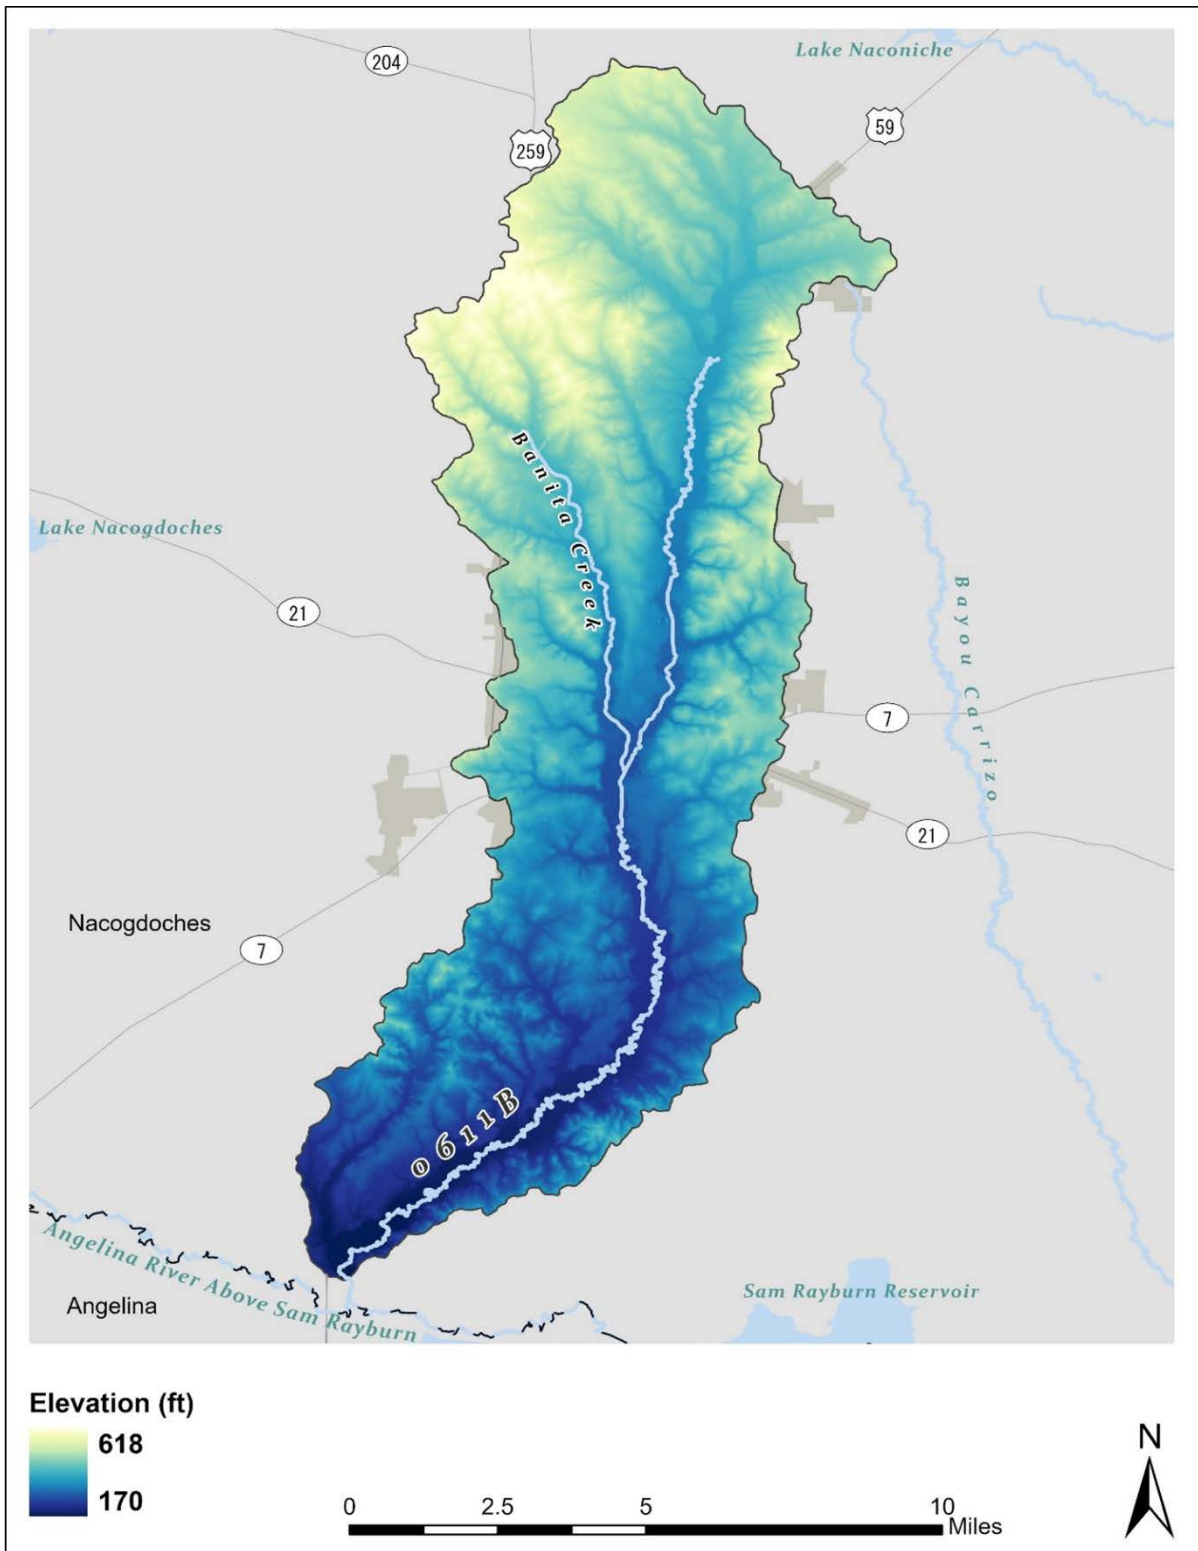 Lake Naconiche
204
59
259
Banita Creek
Lake Nacogdoches
21
Bayou Carrizo
7
21
Nacogdoches
7
0611B
Angelina River Above Sam Rayburn
Sam Rayburn Reservoir
Angelina
Elevation (ft)
618
170
N
0 2.5 5 10
Miles